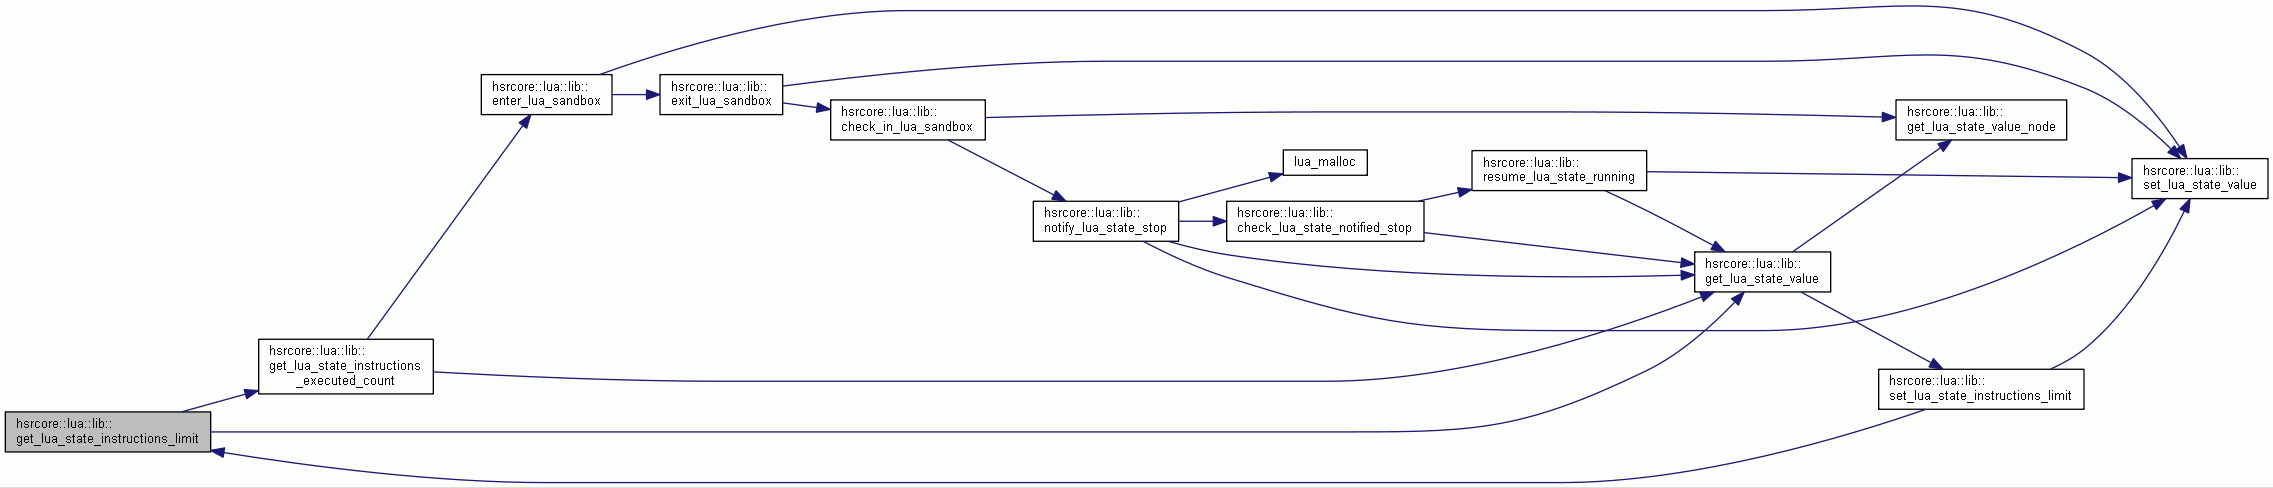 hsrcore::lua::lib::
enter_lua_sandbox
hsrcore::lua::lib::
exit_lua_sandbox
hsrcore::lua::lib::
check_in_lua_sandbox
hsrcore::lua::lib::
get_lua_state_value_node
lua_malloc
hsrcore::lua::lib::
resume_lua_state_running
hsrcore::lua::lib::
set_lua_state_value
hsrcore::lua::lib::
notify_lua_state_stop
hsrcore::lua::lib::
check_lua_state_notified_stop
hsrcore::lua::lib::
get_lua_state_value
hsrcore::lua::lib::
get_lua_state_instructions
_executed_count
hsrcore::lua::lib::
set_lua_state_instructions_limit
hsrcore::lua::lib::
get_lua_state_instructions_limit